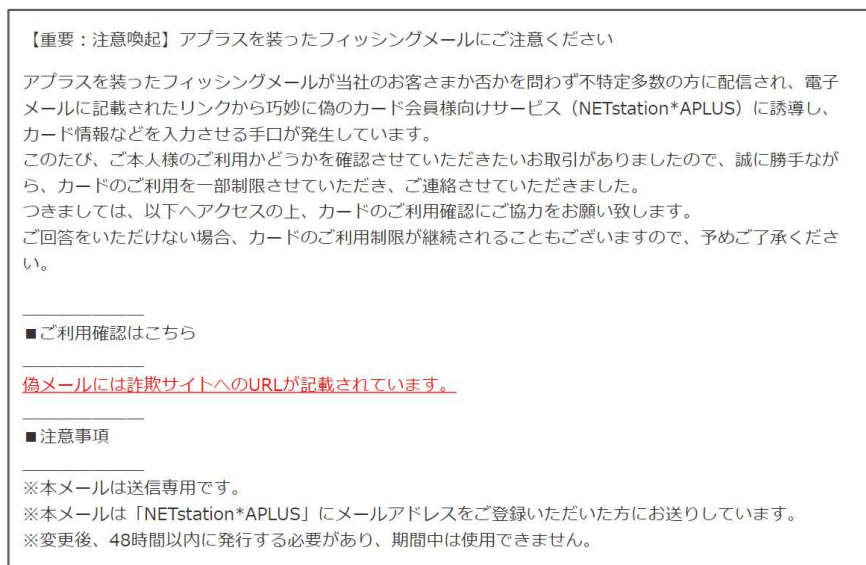 【重要：注意喚起】アプラスを装ったフィッシングメールにご注意ください
アプラスを装ったフィッシングメールが当社のお客さまか否かを問わず不特定多数の方に配信され、電子
メールに記載されたリンクから巧妙に偽のカード会員様向けサービス（NETstation*APLUS）に誘導し、
カード情報などを入力させる手口が発生しています。
このたび、ご本人様のご利用かどうかを確認させていただきたいお取引がありましたので、誠に勝手なが
ら、カードのご利用を一部制限させていただき、ご連絡させていただきました。
つきましては、以下へアクセスの上、カードのご利用確認にご協力をお願い致します。
ご回答をいただけない場合、カードのご利用制限が継続されることもございますので、予めご了承くださ
い。
■ご利用確認はこちら
偽メールには詐欺サイトへのURLが記載されています。
■注意事項
※本メールは送信専用です。
※本メールは「NETstation*APLUS」にメールアドレスをご登録いただいた方にお送りしています。
※変更後、48時間以内に発行する必要があり、期間中は使用できません。